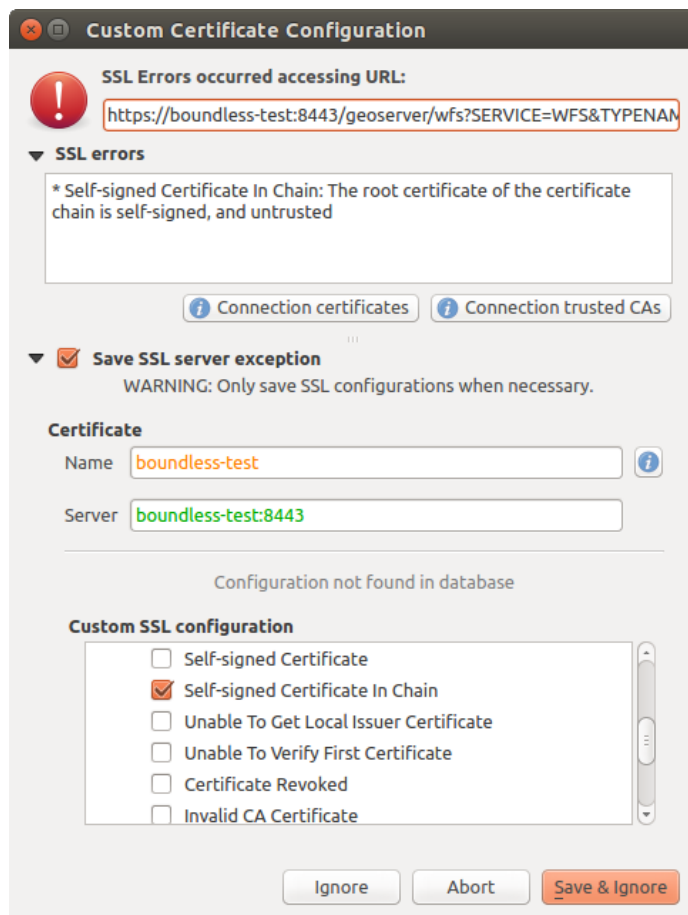 Custom Certificate Configuration
SSL Errors occurred accessing URL:
https://boundless-test:8443/geoserver/wfs?SERVICE=WFS&TYPENAM
SSL errors
* Self-signed Certificate In Chain: The root certificate of the certificate
chain is self-signed, and untrusted
Connection certificates
Connection trusted CAs
Save SSL server exception
WARNING: Only save SSL configurations when necessary.
Certificate
Name boundless-test
Server boundless-test:8443
Configuration not found in database
Custom SSL configuration
Self-signed Certificate
Self-signed Certificate In Chain
Unable To Get Local Issuer Certificate
Unable To Verify First Certificate
Certificate Revoked
Invalid CA Certificate
Ignore
Abort
Save & Ignore